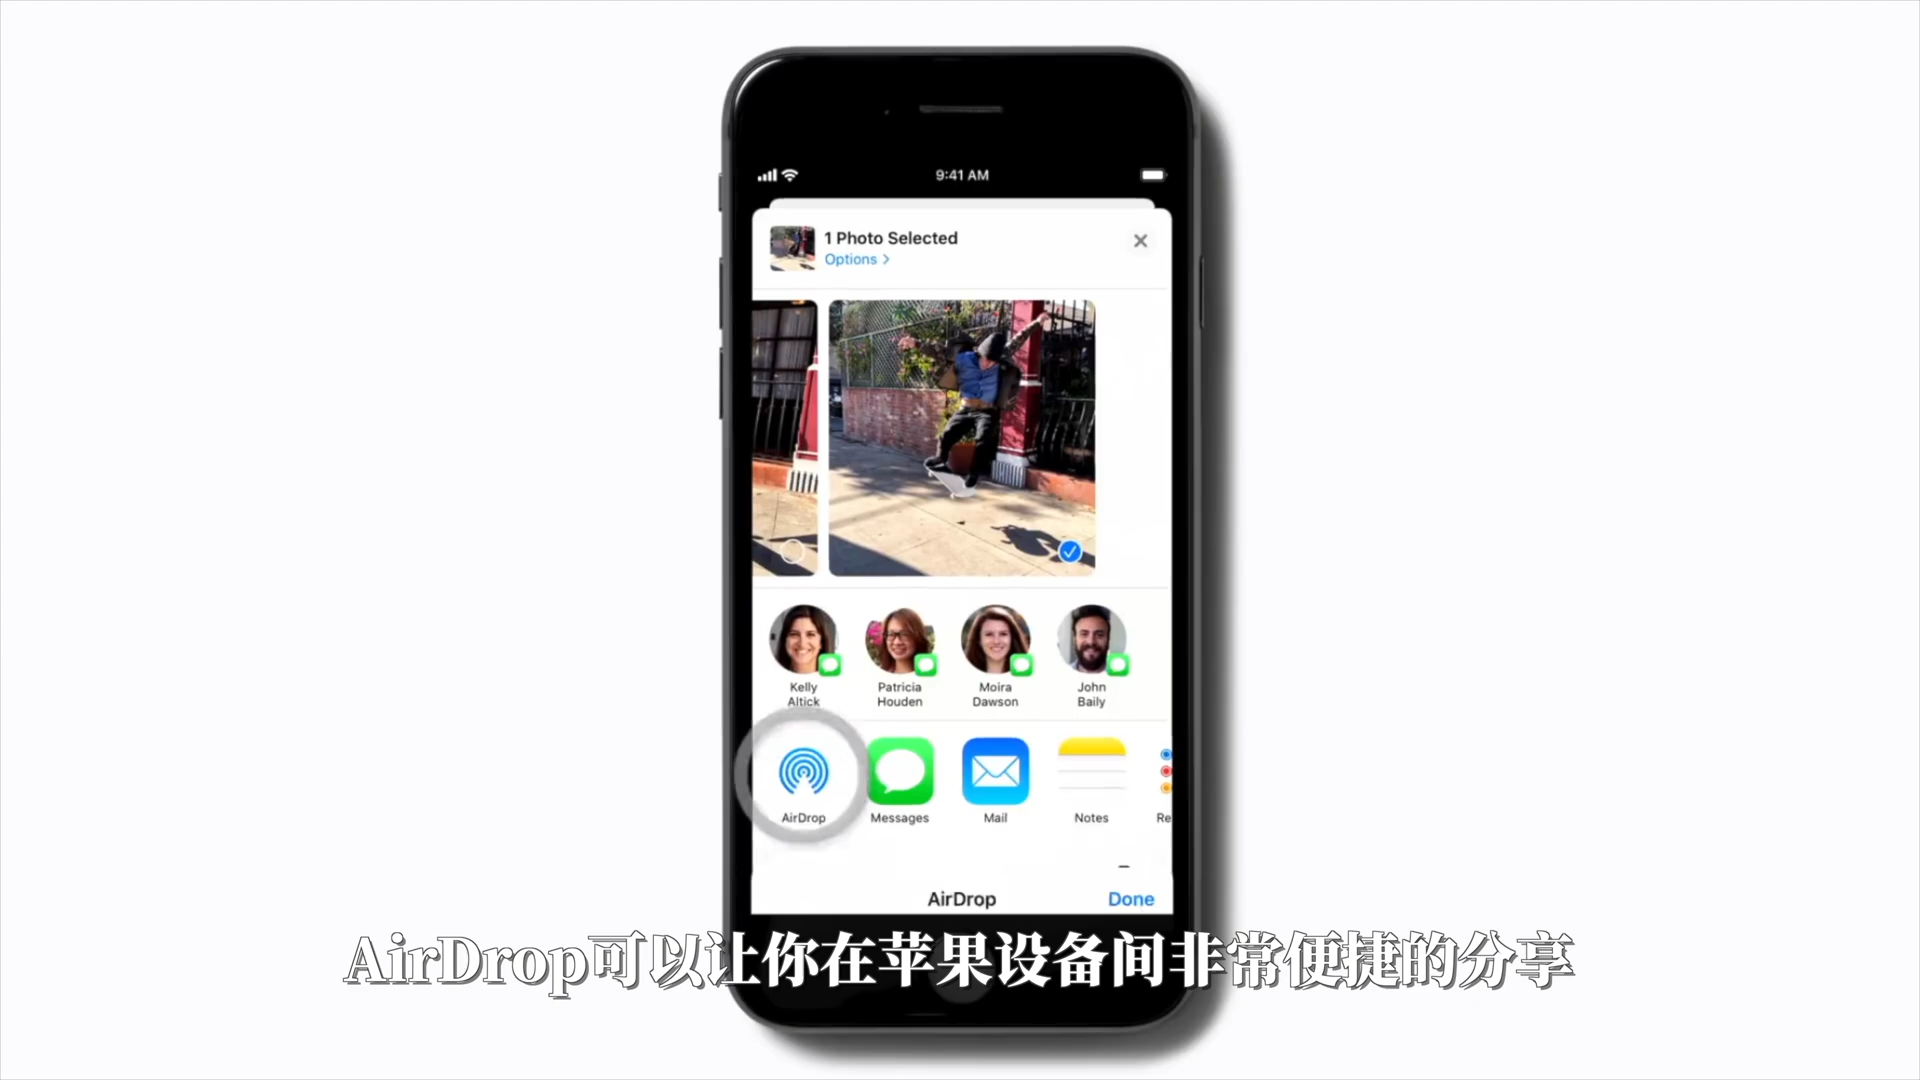 9:41 AM
1 Photo Selected
Options >
Kelly Altick
Patricia Houden
Moira Dawson
John Baily
AirDrop
Messages
Mail
Notes
Re
AirDrop
Done
AirDrop可以让你在苹果设备间非常便捷的分享